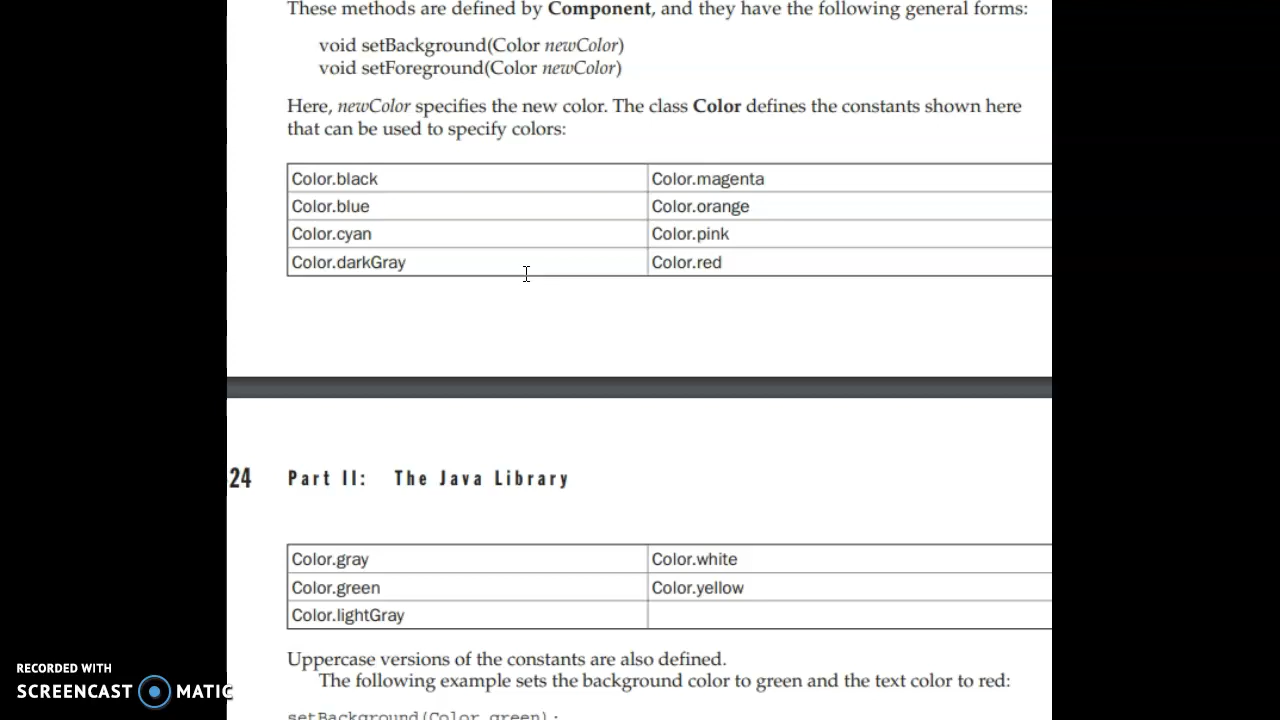 These methods are defined by Component, and they have the following general forms:
void setBackground(Color newColor)
void setForeground(Color newColor)
Here, newColor specifies the new color. The class Color defines the constants shown here
that can be used to specify colors:
Color.black Color.magenta
Color.blue Color.orange
Color.cyan Color.pink
Color.darkGray Color.red
24 Part II: The Java Library
Color.gray Color.white
Color.green Color.yellow
Color.lightGray
Uppercase versions of the constants are also defined.
The following example sets the background color to green and the text color to red:
setBackground(Color.green);
RECORDED WITH
SCREENCAST MATIC